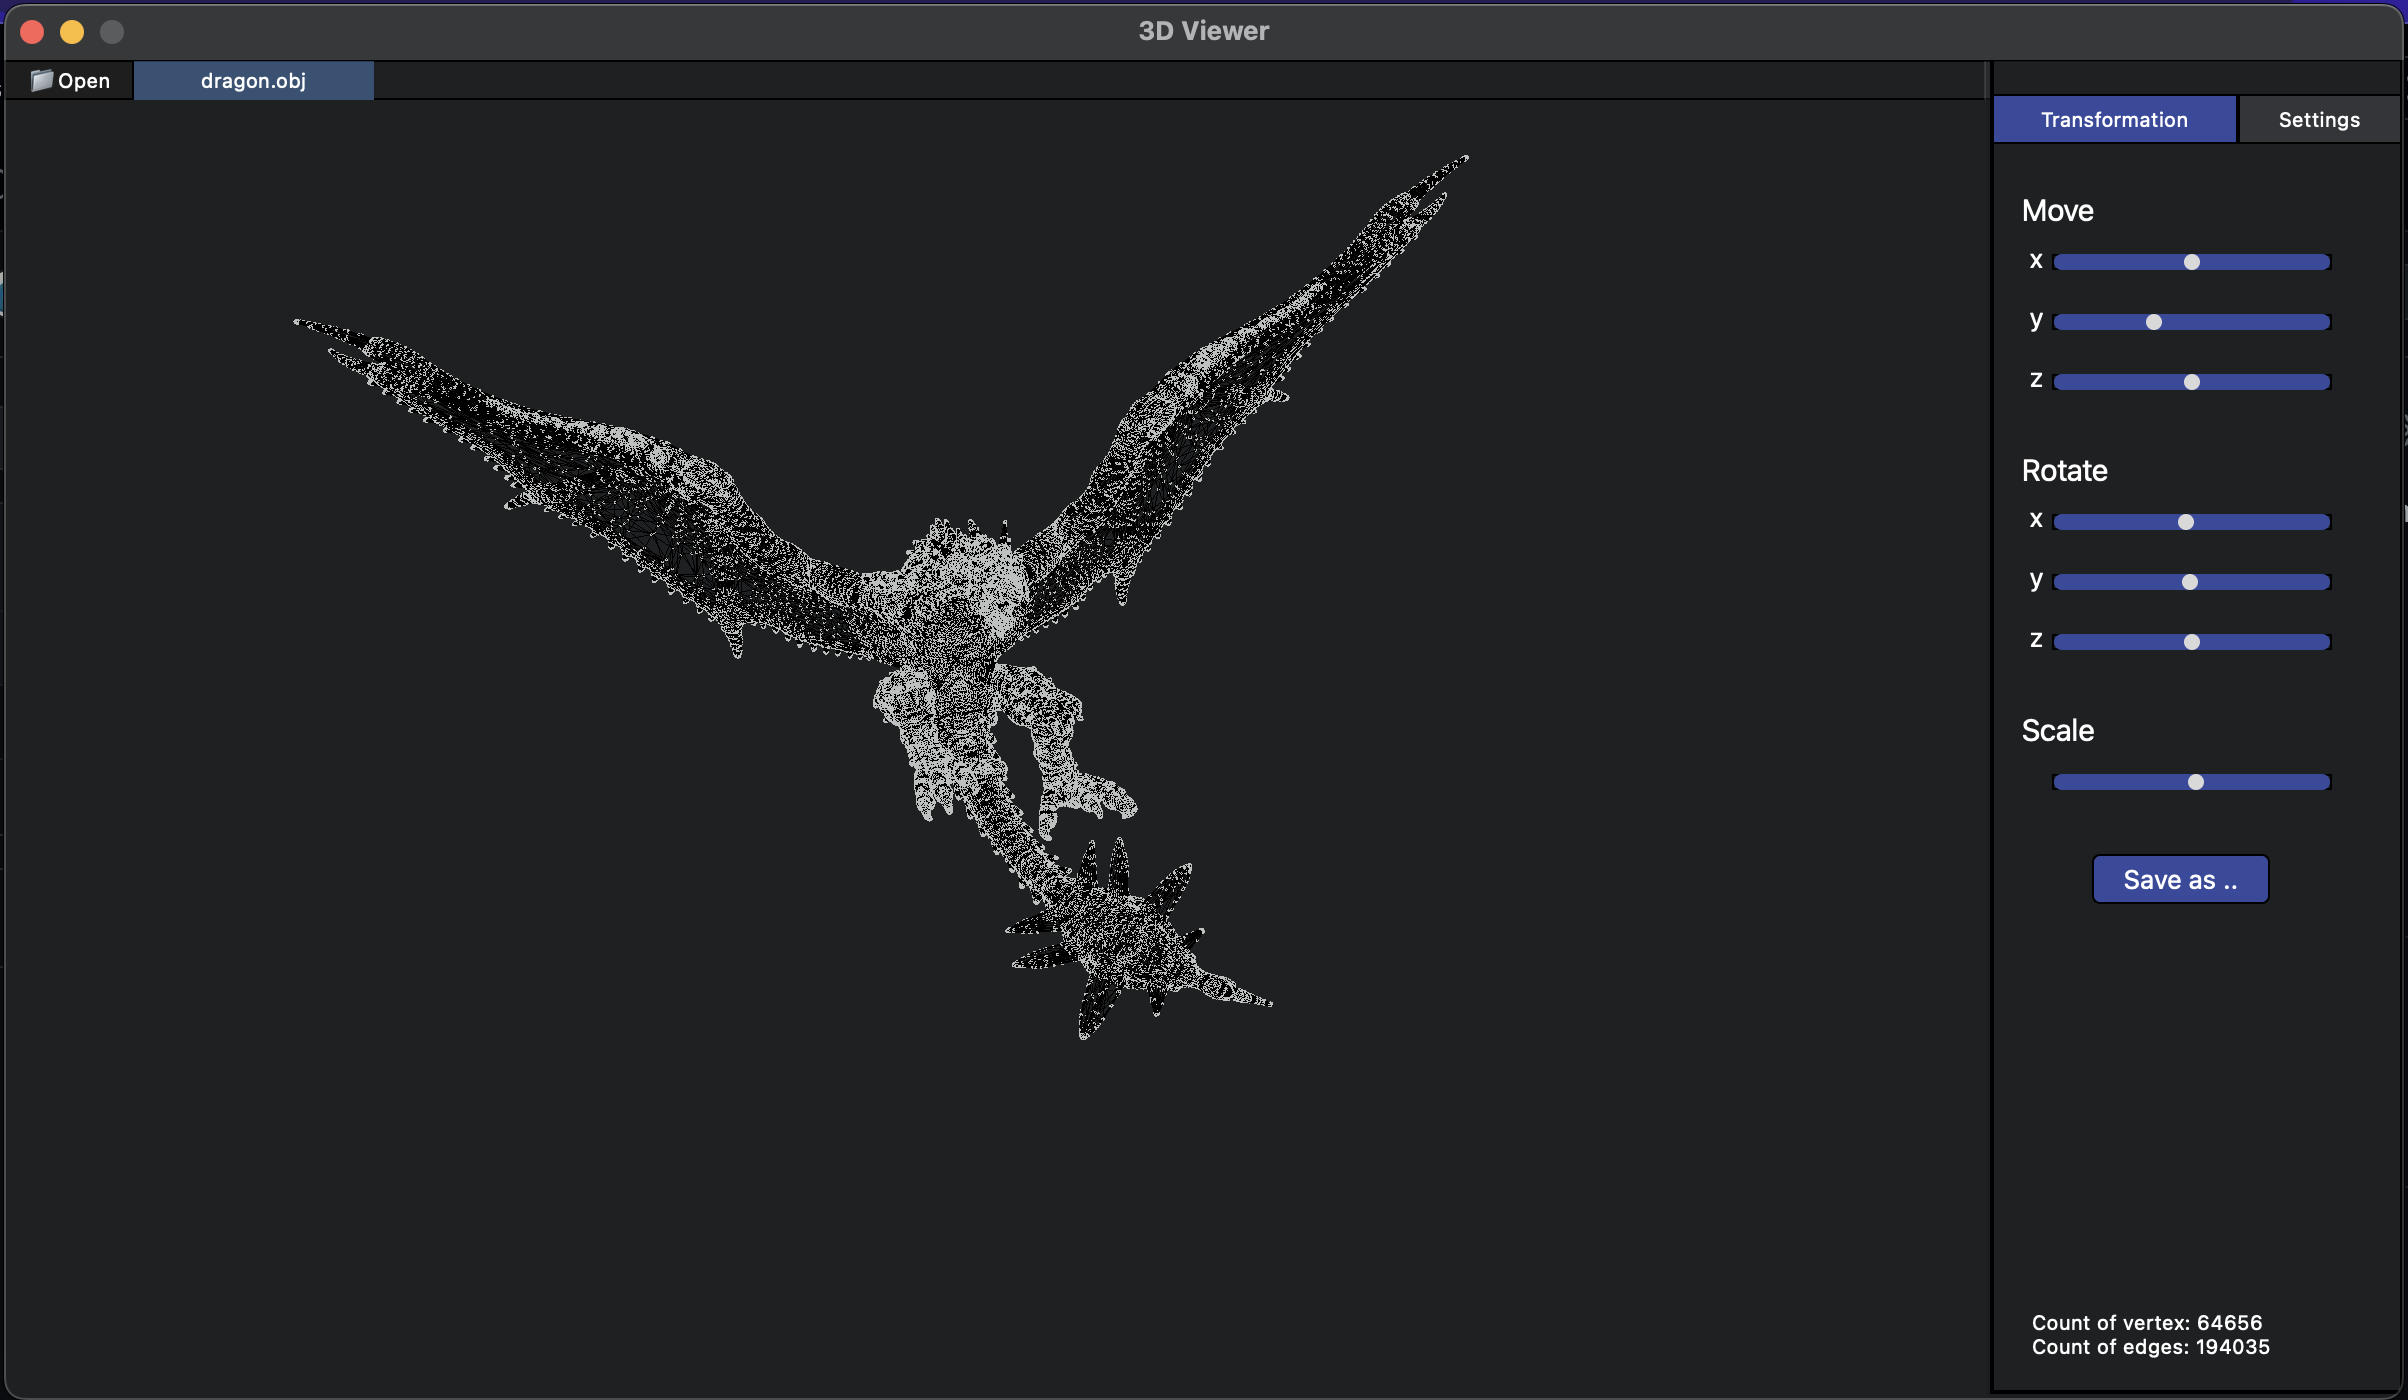 3D Viewer
Open
dragon.obj
Transformation
Settings
Move
x
y
z
Rotate
x
y
z
Scale
Save as ..
Count of vertex: 64656
Count of edges: 194035